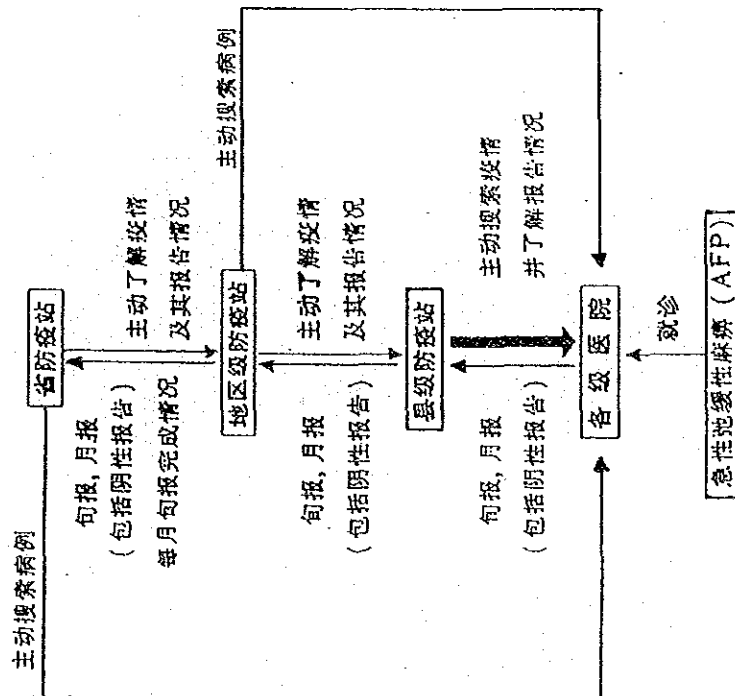 主动搜索病例
省防疫站
旬报,月报
(包括阴性报告)
每月旬报完成情况
主动了解疫情
及其报告情况
主动搜索病例
地区级防疫站
旬报,月报
(包括阴性报告)
主动了解疫情
及其报告情况
县级防疫站
旬报,月报
(包括阴性报告)
主动搜索疫情
并了解报告情况
各级医院
就诊
急性弛缓性麻痹(AFP)